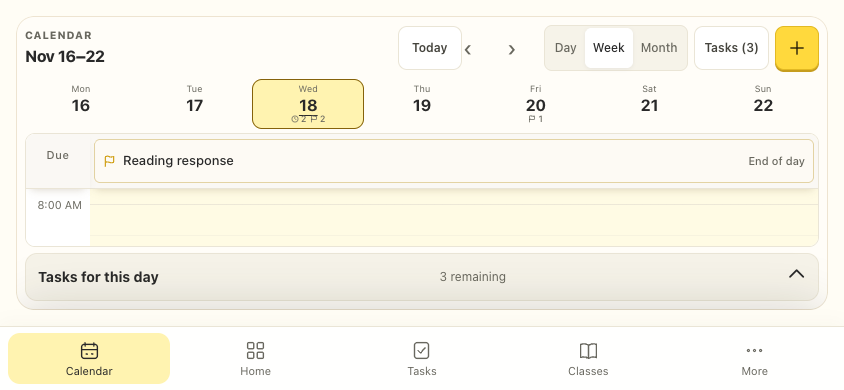 CALENDAR
Nov 16–22
Today
Day Week Month
Tasks (3)
Mon Tue Wed Thu Fri Sat Sun
16 17 18 19 20 21 22
2 2 1
Due
Reading response
End of day
8:00 AM
Tasks for this day
3 remaining
Calendar Home Tasks Classes More